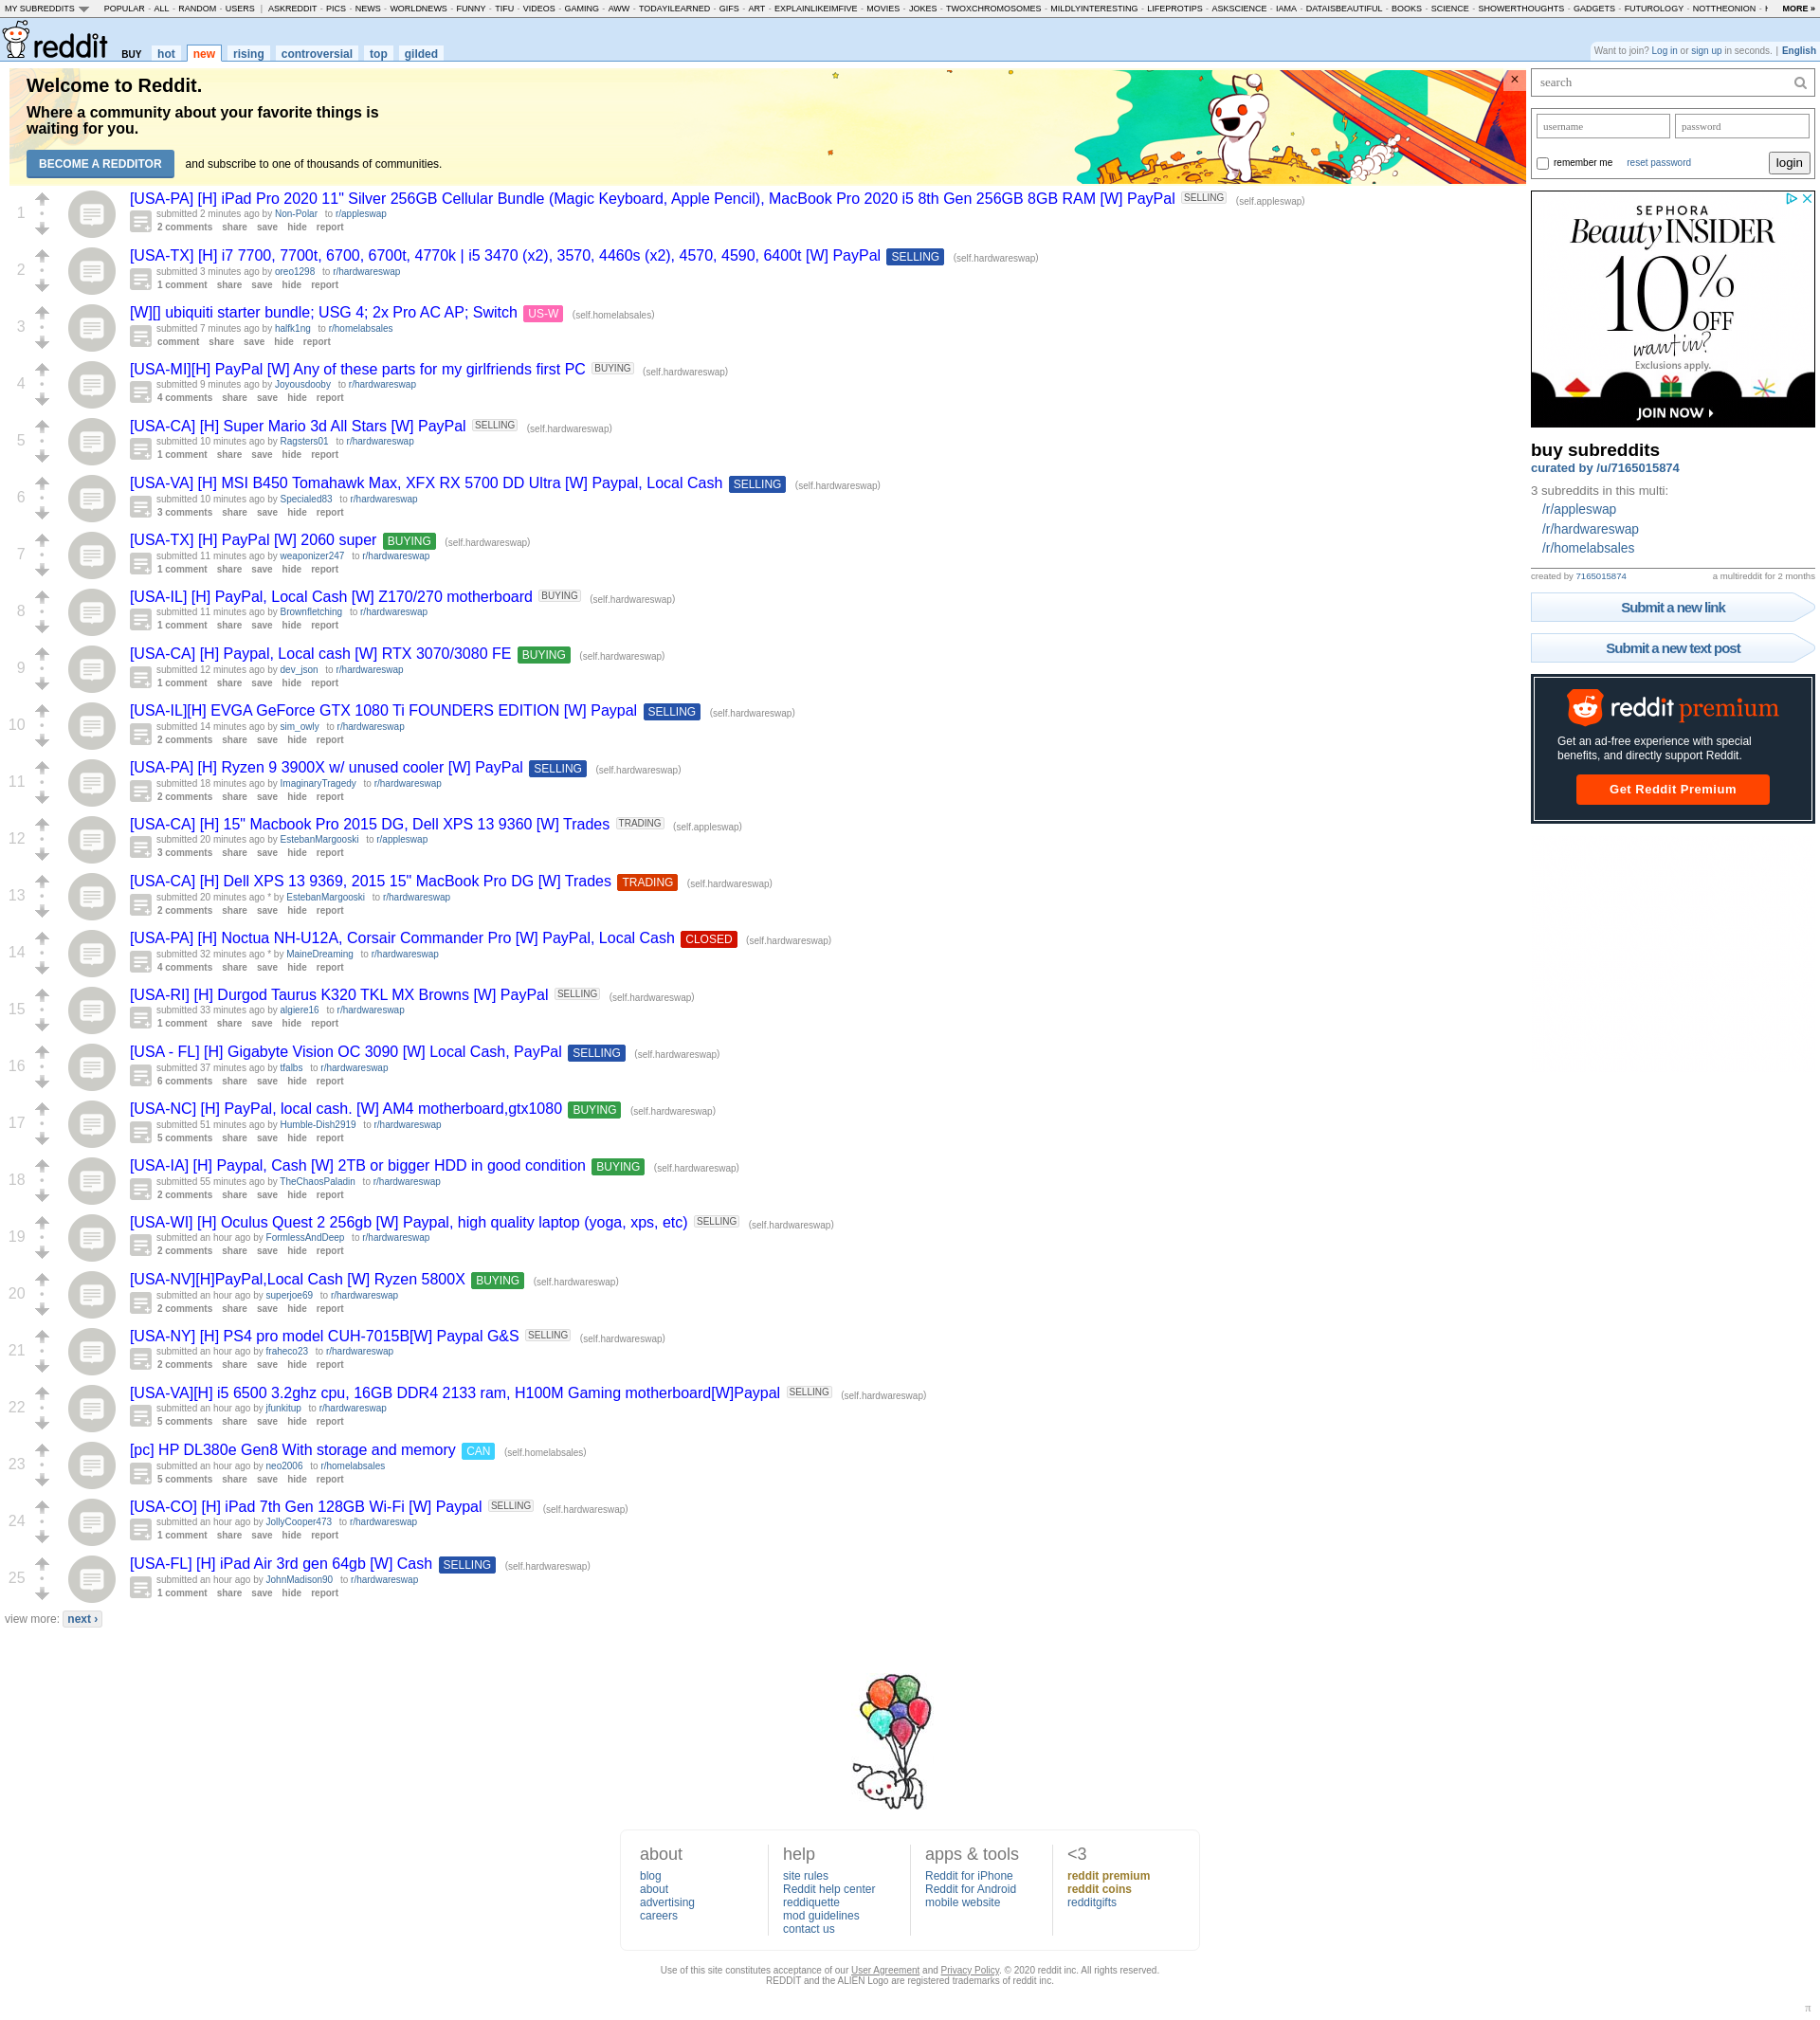 MY SUBREDDITS POPULAR - ALL - RANDOM - USERS | ASKREDDIT - PICS - NEWS - WORLDNEWS - FUNNY - TIFU - VIDEOS - GAMING - AWW - TODAYILEARNED - GIFS - ART - EXPLAINLIKEIMFIVE - MOVIES - JOKES - TWOXCHROMOSOMES - MILDLYINTERESTING - LIFEPROTIPS - ASKSCIENCE - IAMA - DATAISBEAUTIFUL - BOOKS - SCIENCE - SHOWERTHOUGHTS - GADGETS - FUTUROLOGY - NOTTHEONION - MORE »
reddit BUY hot new rising controversial top gilded
Want to join? Log in or sign up in seconds. | English
Welcome to Reddit.
Where a community about your favorite things is
waiting for you.
BECOME A REDDITOR and subscribe to one of thousands of communities.
1
[USA-PA] [H] iPad Pro 2020 11" Silver 256GB Cellular Bundle (Magic Keyboard, Apple Pencil), MacBook Pro 2020 i5 8th Gen 256GB 8GB RAM [W] PayPal SELLING (self.appleswap)
submitted 2 minutes ago by Non-Polar to r/appleswap
2 comments share save hide report
2
[USA-TX] [H] i7 7700, 7700t, 6700, 6700t, 4770k | i5 3470 (x2), 3570, 4460s (x2), 4570, 4590, 6400t [W] PayPal SELLING (self.hardwareswap)
submitted 3 minutes ago by oreo1298 to r/hardwareswap
1 comment share save hide report
3
[W][] ubiquiti starter bundle; USG 4; 2x Pro AC AP; Switch US-W (self.homelabsales)
submitted 7 minutes ago by halfk1ng to r/homelabsales
comment share save hide report
4
[USA-MI][H] PayPal [W] Any of these parts for my girlfriends first PC BUYING (self.hardwareswap)
submitted 9 minutes ago by Joyousdooby to r/hardwareswap
4 comments share save hide report
5
[USA-CA] [H] Super Mario 3d All Stars [W] PayPal SELLING (self.hardwareswap)
submitted 10 minutes ago by Ragsters01 to r/hardwareswap
1 comment share save hide report
6
[USA-VA] [H] MSI B450 Tomahawk Max, XFX RX 5700 DD Ultra [W] Paypal, Local Cash SELLING (self.hardwareswap)
submitted 10 minutes ago by Specialed83 to r/hardwareswap
3 comments share save hide report
7
[USA-TX] [H] PayPal [W] 2060 super BUYING (self.hardwareswap)
submitted 11 minutes ago by weaponizer247 to r/hardwareswap
1 comment share save hide report
8
[USA-IL] [H] PayPal, Local Cash [W] Z170/270 motherboard BUYING (self.hardwareswap)
submitted 11 minutes ago by Brownfletching to r/hardwareswap
1 comment share save hide report
9
[USA-CA] [H] Paypal, Local cash [W] RTX 3070/3080 FE BUYING (self.hardwareswap)
submitted 12 minutes ago by dev_json to r/hardwareswap
1 comment share save hide report
10
[USA-IL][H] EVGA GeForce GTX 1080 Ti FOUNDERS EDITION [W] Paypal SELLING (self.hardwareswap)
submitted 14 minutes ago by sim_owly to r/hardwareswap
2 comments share save hide report
11
[USA-PA] [H] Ryzen 9 3900X w/ unused cooler [W] PayPal SELLING (self.hardwareswap)
submitted 18 minutes ago by ImaginaryTragedy to r/hardwareswap
2 comments share save hide report
12
[USA-CA] [H] 15" Macbook Pro 2015 DG, Dell XPS 13 9360 [W] Trades TRADING (self.appleswap)
submitted 20 minutes ago by EstebanMargooski to r/appleswap
3 comments share save hide report
13
[USA-CA] [H] Dell XPS 13 9369, 2015 15" MacBook Pro DG [W] Trades TRADING (self.hardwareswap)
submitted 20 minutes ago * by EstebanMargooski to r/hardwareswap
2 comments share save hide report
14
[USA-PA] [H] Noctua NH-U12A, Corsair Commander Pro [W] PayPal, Local Cash CLOSED (self.hardwareswap)
submitted 32 minutes ago * by MaineDreaming to r/hardwareswap
4 comments share save hide report
15
[USA-RI] [H] Durgod Taurus K320 TKL MX Browns [W] PayPal SELLING (self.hardwareswap)
submitted 33 minutes ago by algiere16 to r/hardwareswap
1 comment share save hide report
16
[USA - FL] [H] Gigabyte Vision OC 3090 [W] Local Cash, PayPal SELLING (self.hardwareswap)
submitted 37 minutes ago by tfalbs to r/hardwareswap
6 comments share save hide report
17
[USA-NC] [H] PayPal, local cash. [W] AM4 motherboard,gtx1080 BUYING (self.hardwareswap)
submitted 51 minutes ago by Humble-Dish2919 to r/hardwareswap
5 comments share save hide report
18
[USA-IA] [H] Paypal, Cash [W] 2TB or bigger HDD in good condition BUYING (self.hardwareswap)
submitted 55 minutes ago by TheChaosPaladin to r/hardwareswap
2 comments share save hide report
19
[USA-WI] [H] Oculus Quest 2 256gb [W] Paypal, high quality laptop (yoga, xps, etc) SELLING (self.hardwareswap)
submitted an hour ago by FormlessAndDeep to r/hardwareswap
2 comments share save hide report
20
[USA-NV][H]PayPal,Local Cash [W] Ryzen 5800X BUYING (self.hardwareswap)
submitted an hour ago by superjoe69 to r/hardwareswap
2 comments share save hide report
21
[USA-NY] [H] PS4 pro model CUH-7015B[W] Paypal G&S SELLING (self.hardwareswap)
submitted an hour ago by fraheco23 to r/hardwareswap
2 comments share save hide report
22
[USA-VA][H] i5 6500 3.2ghz cpu, 16GB DDR4 2133 ram, H100M Gaming motherboard[W]Paypal SELLING (self.hardwareswap)
submitted an hour ago by jfunkitup to r/hardwareswap
5 comments share save hide report
23
[pc] HP DL380e Gen8 With storage and memory CAN (self.homelabsales)
submitted an hour ago by neo2006 to r/homelabsales
5 comments share save hide report
24
[USA-CO] [H] iPad 7th Gen 128GB Wi-Fi [W] Paypal SELLING (self.hardwareswap)
submitted an hour ago by JollyCooper473 to r/hardwareswap
1 comment share save hide report
25
[USA-FL] [H] iPad Air 3rd gen 64gb [W] Cash SELLING (self.hardwareswap)
submitted an hour ago by JohnMadison90 to r/hardwareswap
1 comment share save hide report
view more: next ›
search
username password
remember me reset password login
SEPHORA
Beauty INSIDER
10%
OFF
want in?
Exclusions apply.
JOIN NOW
buy subreddits
curated by /u/7165015874
3 subreddits in this multi:
/r/appleswap
/r/hardwareswap
/r/homelabsales
created by 7165015874 a multireddit for 2 months
Submit a new link
Submit a new text post
reddit premium
Get an ad-free experience with special
benefits, and directly support Reddit.
Get Reddit Premium
about
blog
about
advertising
careers
help
site rules
Reddit help center
reddiquette
mod guidelines
contact us
apps & tools
Reddit for iPhone
Reddit for Android
mobile website
<3
reddit premium
reddit coins
redditgifts
Use of this site constitutes acceptance of our User Agreement and Privacy Policy. © 2020 reddit inc. All rights reserved.
REDDIT and the ALIEN Logo are registered trademarks of reddit inc.
π